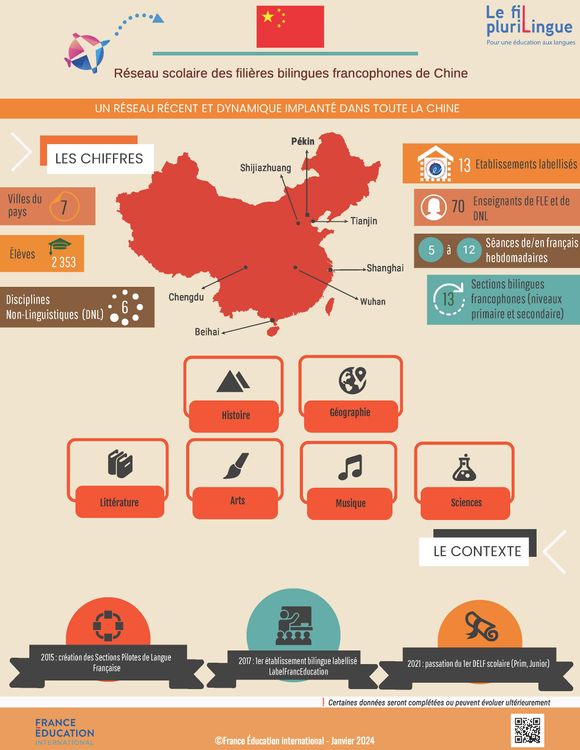 Le fil
pluriLingue
Pour une éducation aux langues
Réseau scolaire des filières bilingues francophones de Chine
UN RÉSEAU RÉCENT ET DYNAMIQUE IMPLANTÉ DANS TOUTE LA CHINE
LES CHIFFRES
Villes du
pays
7
Élèves
2 353
Disciplines
Non-Linguistiques (DNL)
6
Pékin
Shijiazhuang
Tianjin
Shanghai
Wuhan
Chengdu
Beihai
13 Etablissements labellisés
70 Enseignants de FLE et de
DNL
5 à 12 Séances de/en français
hebdomadaires
13 Sections bilingues
francophones (niveaux
primaire et secondaire)
Histoire
Géographie
Littérature
Arts
Musique
Sciences
LE CONTEXTE
2015 : création des Sections Pilotes de Langue
Française
2017 : 1er établissement bilingue labellisé
LabelFrancEducation
2021 : passation du 1er DELF scolaire (Prim, Junior)
Certaines données seront complétées ou peuvent évoluer ultérieurement
FRANCE
ÉDUCATION
INTERNATIONAL
©France Éducation international - Janvier 2024